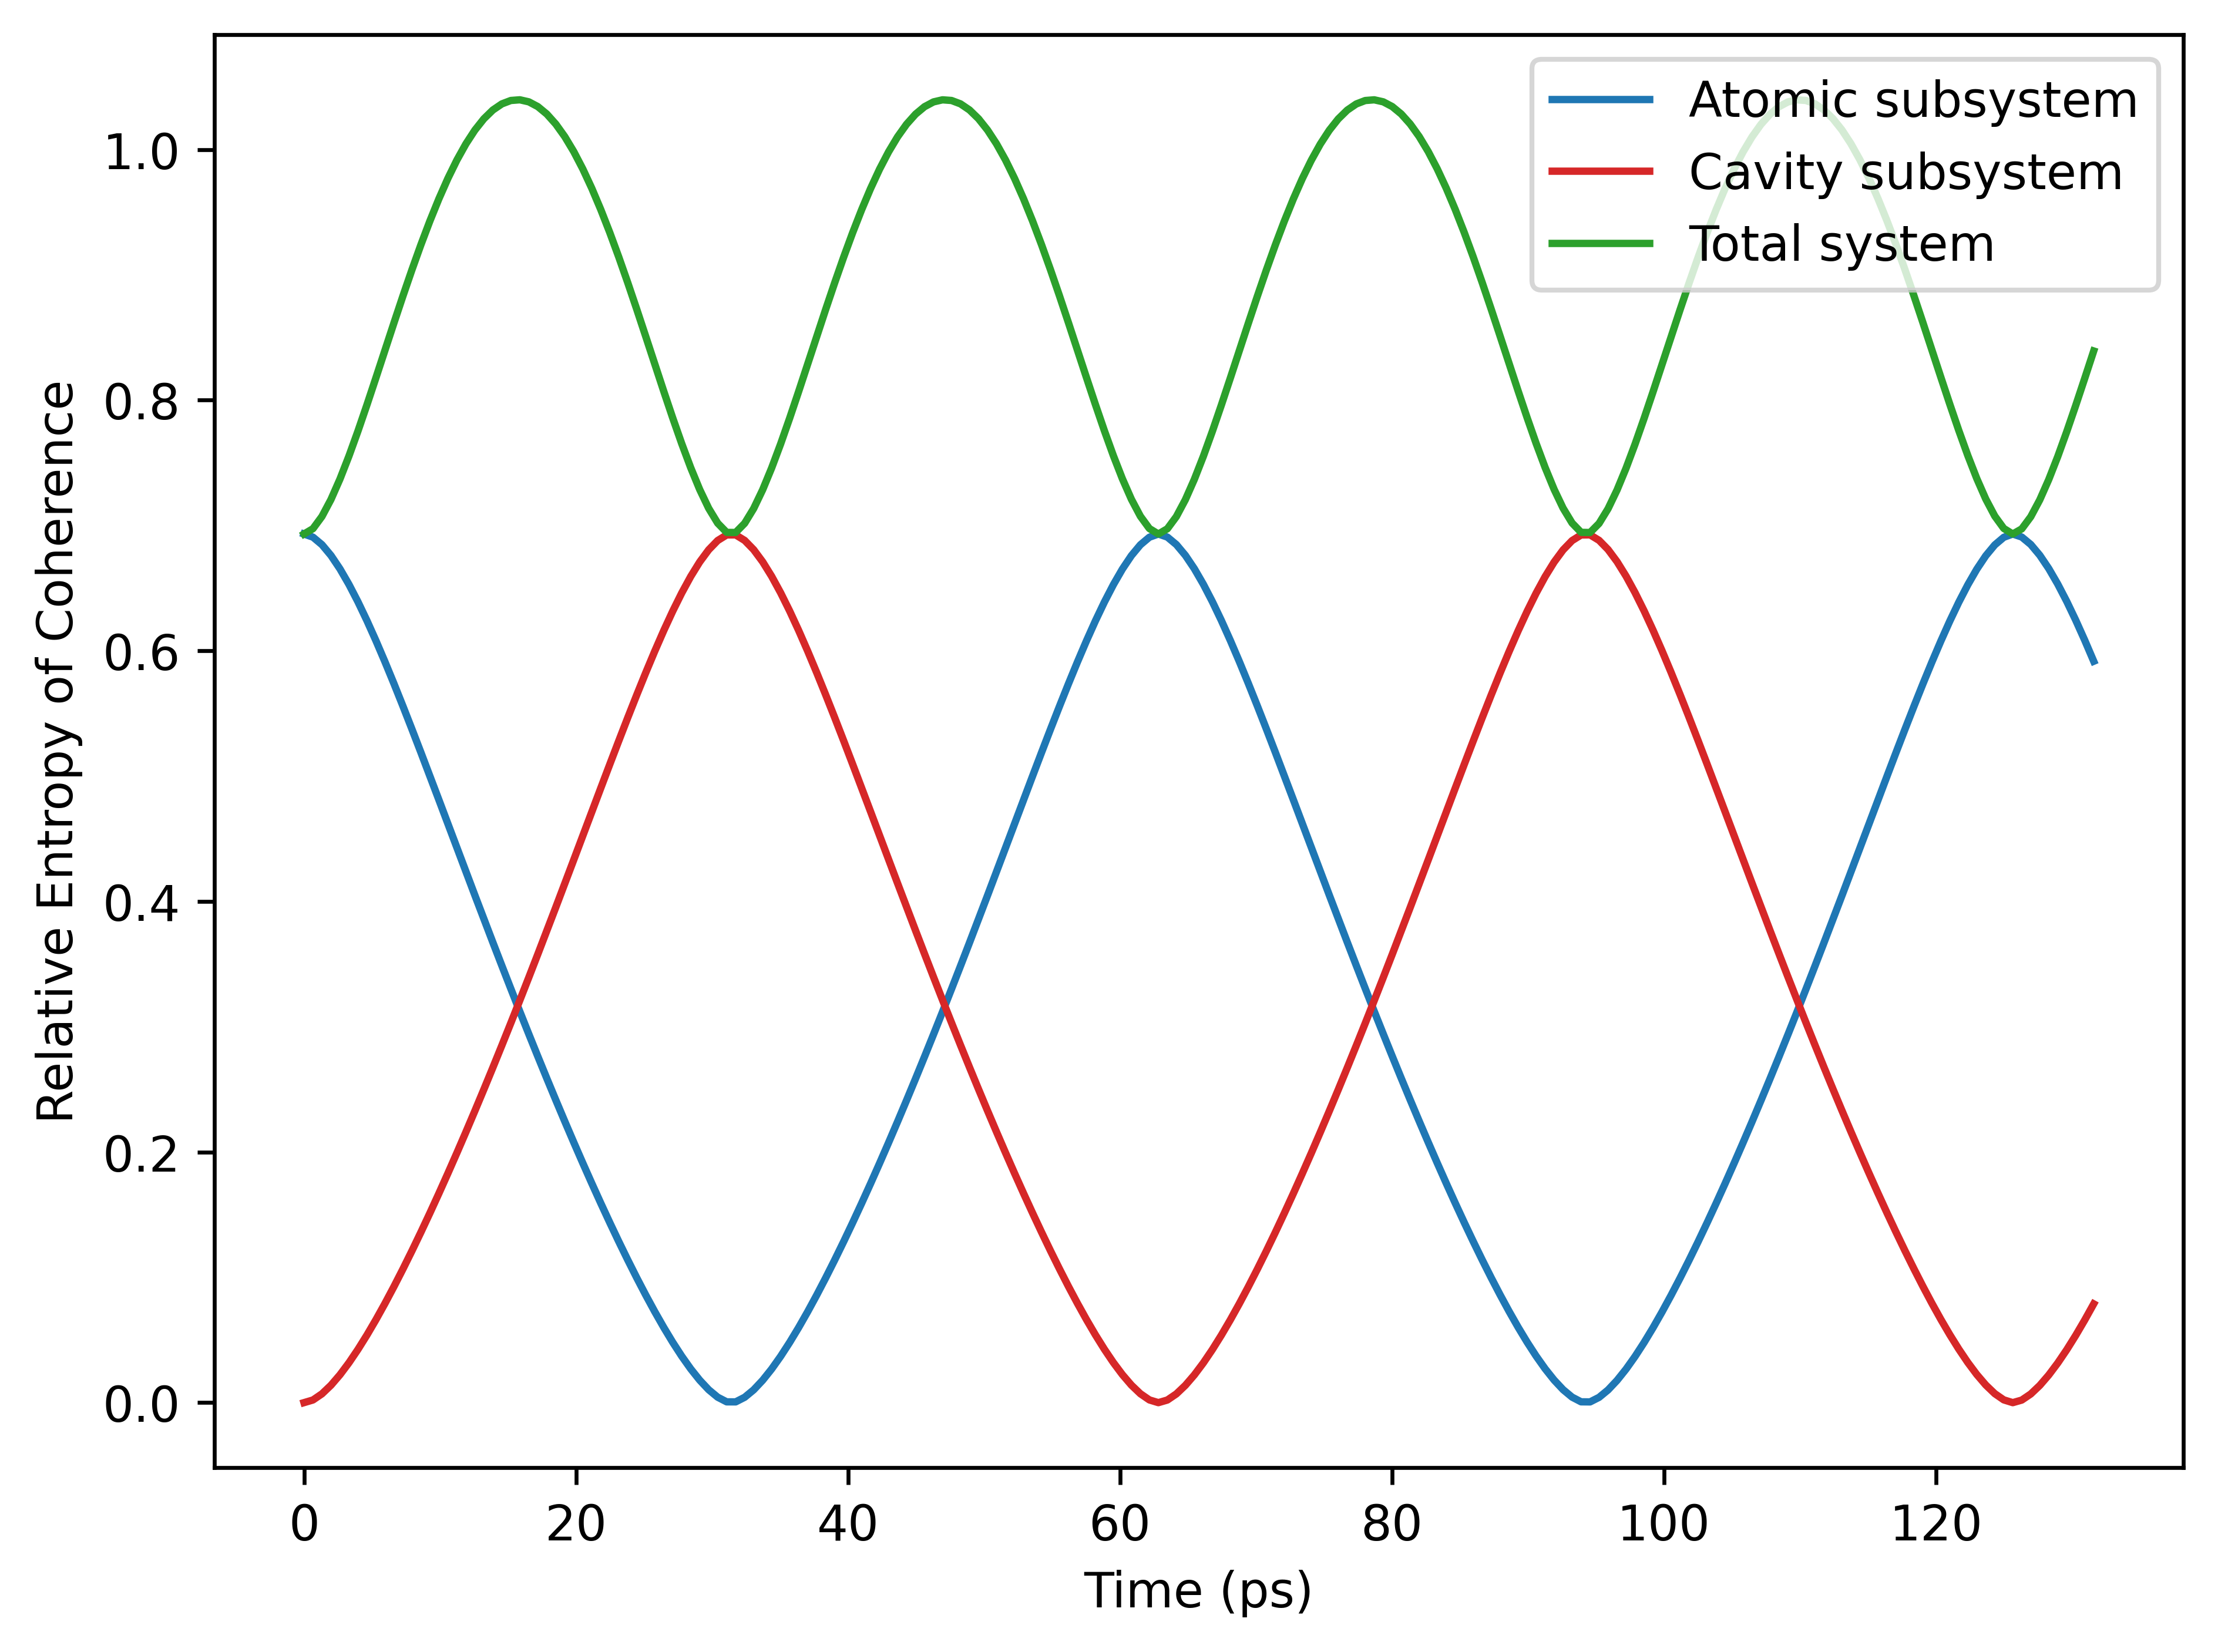 Atomic subsystem
Cavity subsystem
Total system
Relative Entropy of Coherence
1.0
0.8
0.6
0.4
0.2
0.0
0 20 40 60 80 100 120
Time (ps)